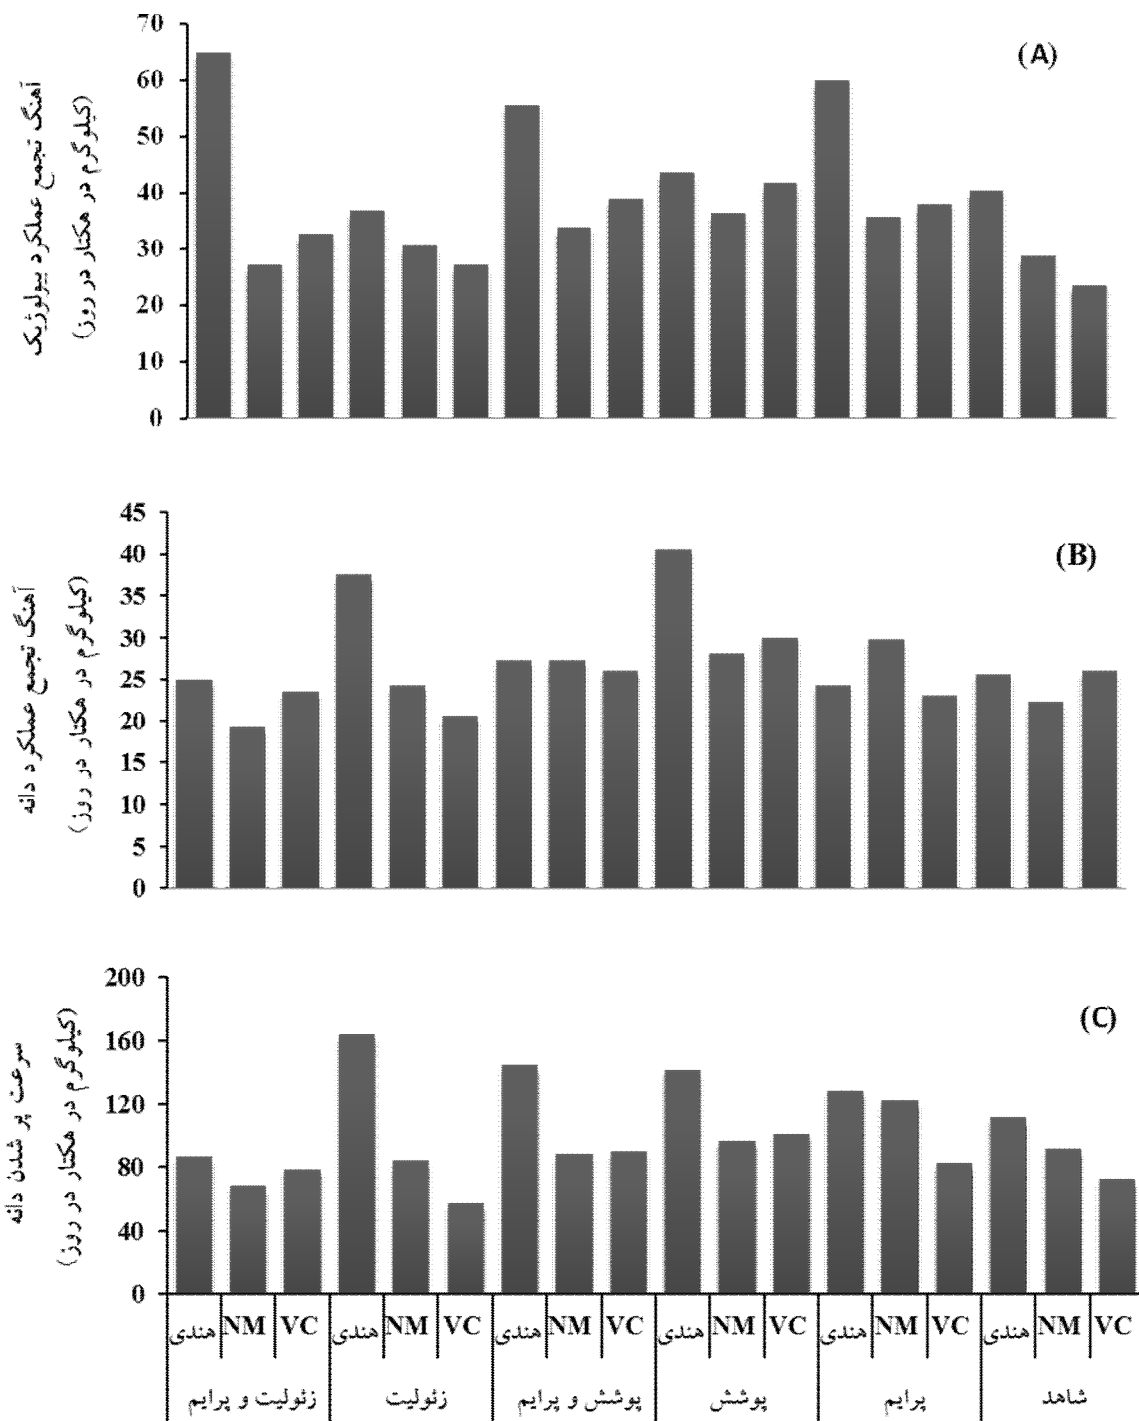 (A)
آهنگ تجمع عملکرد بیولوژیک
(کیلوگرم در هکتار در روز)
70
60
50
40
30
20
10
0
(B)
آهنگ تجمع عملکرد دانه
(کیلوگرم در هکتار در روز)
45
40
35
30
25
20
15
10
5
0
(C)
سرعت پر شدن دانه
(کیلوگرم در هکتار در روز)
200
160
120
80
40
0
هندی NM VC هندی NM VC هندی NM VC هندی NM VC هندی NM VC هندی NM VC
زئولیت و پرایم زئولیت پوشش و پرایم پوشش پرایم شاهد